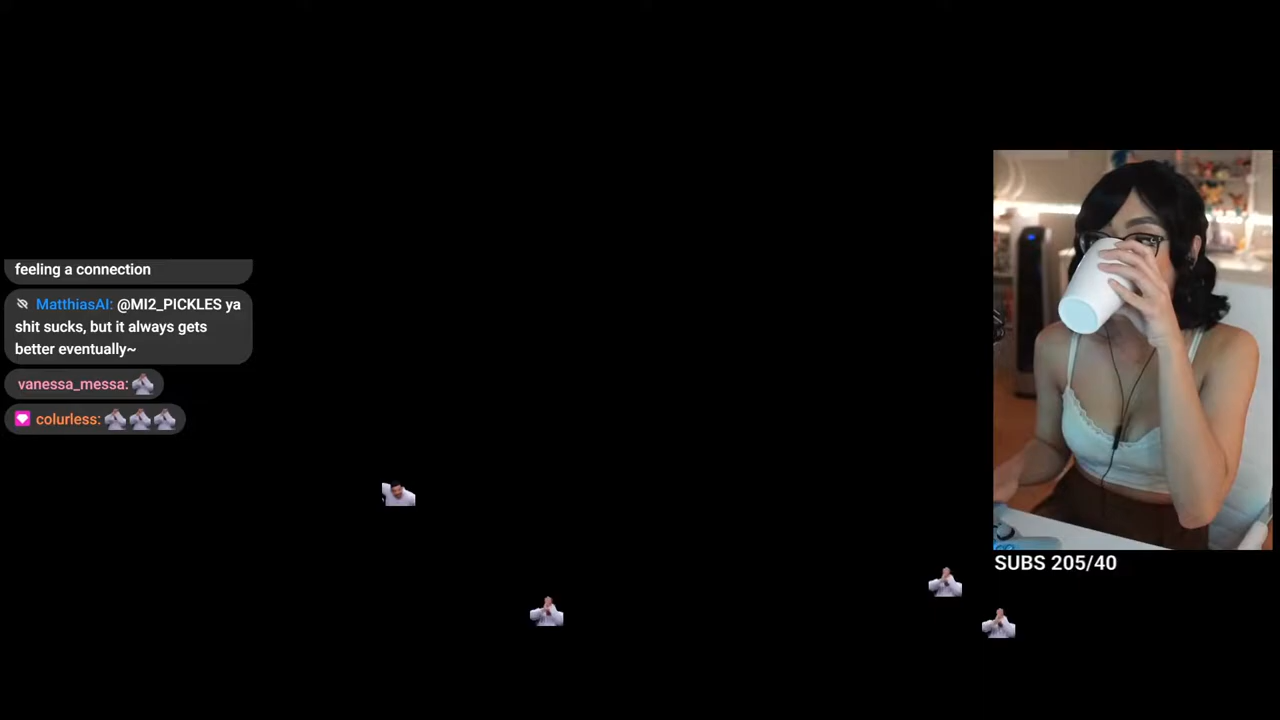 feeling a connection
MatthiasAI: @MI2_PICKLES ya
shit sucks, but it always gets
better eventually~
vanessa_messa:
colurless:
SUBS 205/40